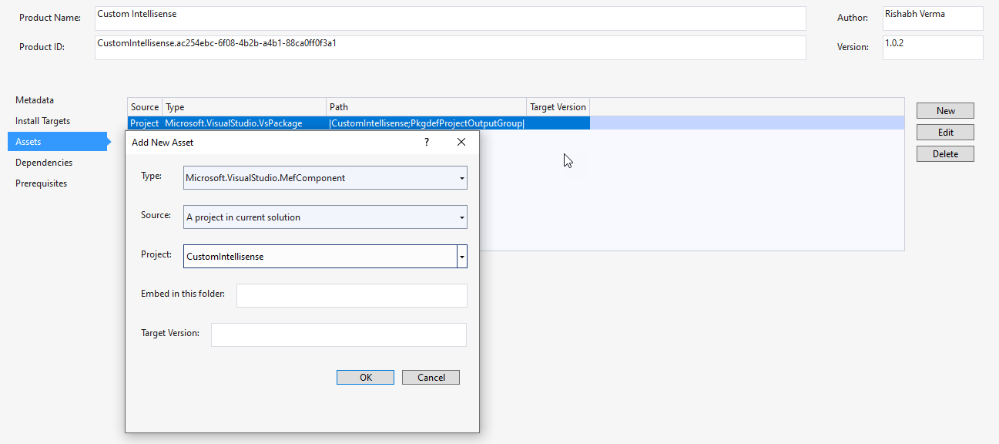 Product Name: Custom Intellisense Author: Rishabh Verma
Product ID: CustomIntellisense.ac254ebc-6f08-4b2b-a4b1-88ca0ff0f3a1 Version: 1.0.2
Metadata
Install Targets
Assets
Dependencies
Prerequisites
Source Type Path Target Version
Project Microsoft.VisualStudio.VsPackage |CustomIntellisense;PkgdefProjectOutputGroup|
New
Edit
Delete
Add New Asset ?
Type: Microsoft.VisualStudio.MefComponent
Source: A project in current solution
Project: CustomIntellisense
Embed in this folder:
Target Version:
OK Cancel